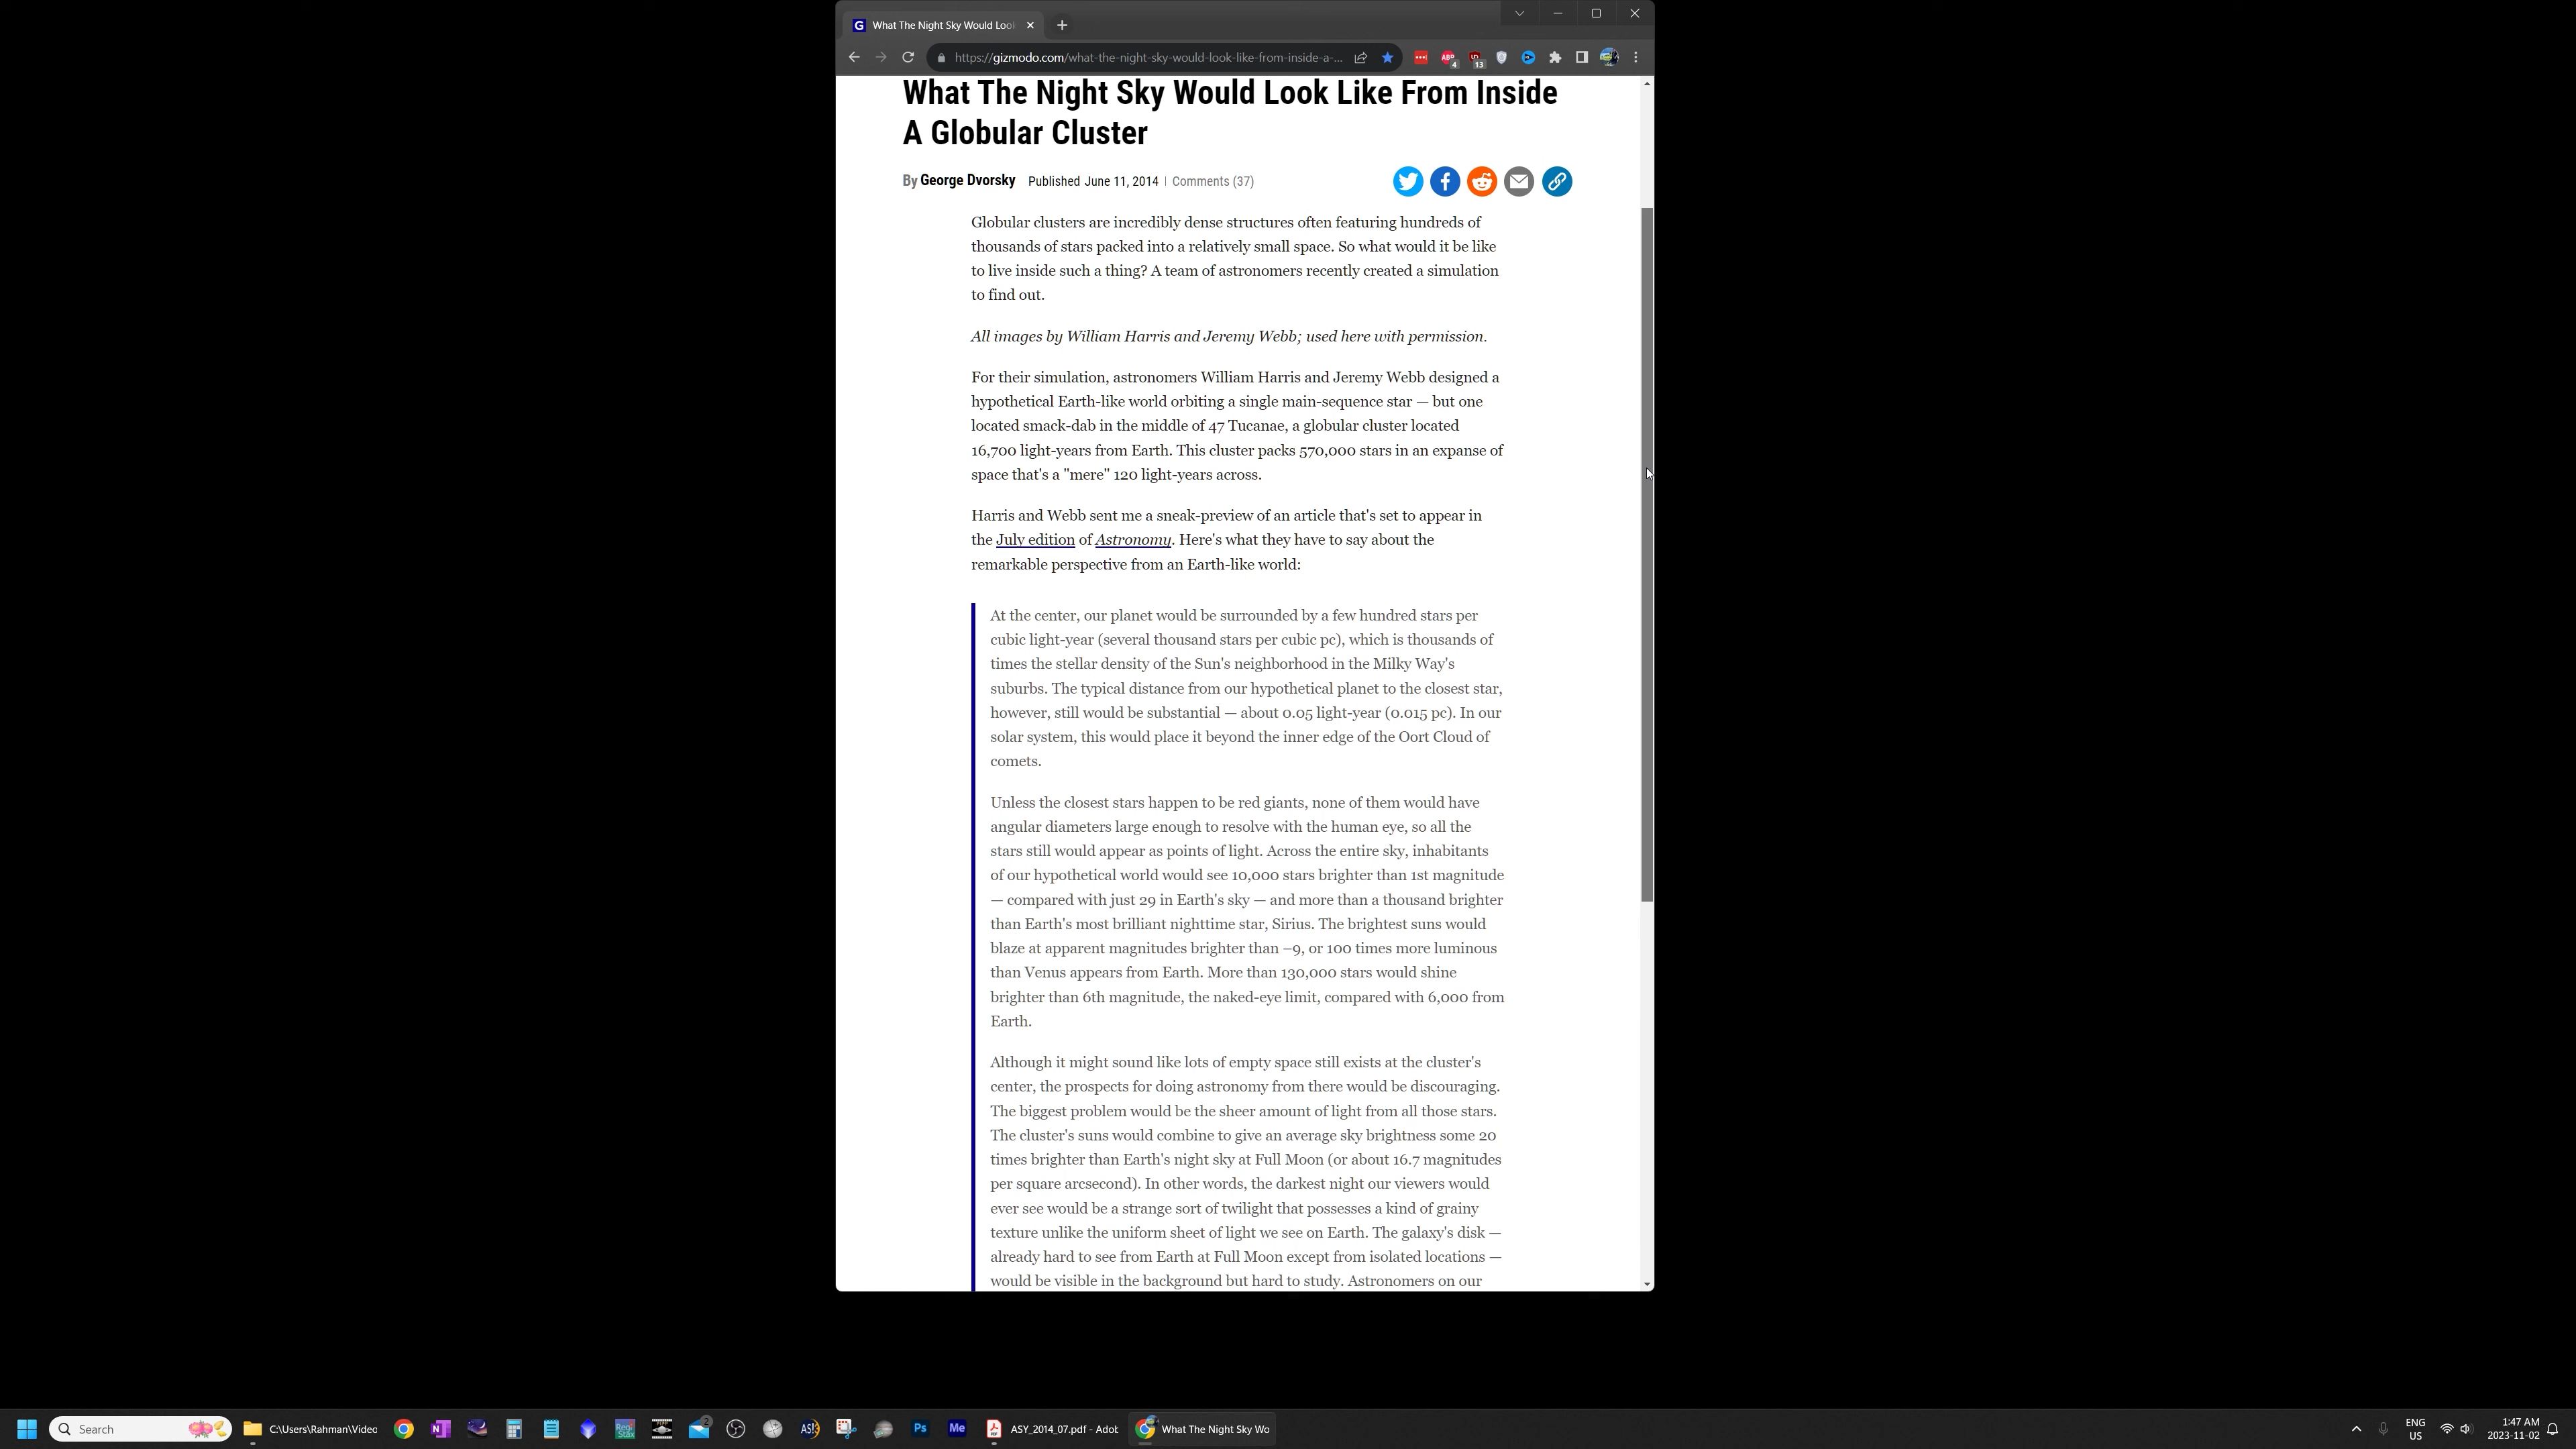 What The Night Sky Would Loo
https://gizmodo.com/what-the-night-sky-would-look-like-from-inside-a-...
ABP
4
13
What The Night Sky Would Look Like From Inside
A Globular Cluster
By George Dvorsky Published June 11, 2014 | Comments (37)
Globular clusters are incredibly dense structures often featuring hundreds of
thousands of stars packed into a relatively small space. So what would it be like
to live inside such a thing? A team of astronomers recently created a simulation
to find out.
All images by William Harris and Jeremy Webb; used here with permission.
For their simulation, astronomers William Harris and Jeremy Webb designed a
hypothetical Earth-like world orbiting a single main-sequence star — but one
located smack-dab in the middle of 47 Tucanae, a globular cluster located
16,700 light-years from Earth. This cluster packs 570,000 stars in an expanse of
space that's a "mere" 120 light-years across.
Harris and Webb sent me a sneak-preview of an article that's set to appear in
the July edition of Astronomy. Here's what they have to say about the
remarkable perspective from an Earth-like world:
At the center, our planet would be surrounded by a few hundred stars per
cubic light-year (several thousand stars per cubic pc), which is thousands of
times the stellar density of the Sun's neighborhood in the Milky Way's
suburbs. The typical distance from our hypothetical planet to the closest star,
however, still would be substantial — about 0.05 light-year (0.015 pc). In our
solar system, this would place it beyond the inner edge of the Oort Cloud of
comets.
Unless the closest stars happen to be red giants, none of them would have
angular diameters large enough to resolve with the human eye, so all the
stars still would appear as points of light. Across the entire sky, inhabitants
of our hypothetical world would see 10,000 stars brighter than 1st magnitude
— compared with just 29 in Earth's sky — and more than a thousand brighter
than Earth's most brilliant nighttime star, Sirius. The brightest suns would
blaze at apparent magnitudes brighter than –9, or 100 times more luminous
than Venus appears from Earth. More than 130,000 stars would shine
brighter than 6th magnitude, the naked-eye limit, compared with 6,000 from
Earth.
Although it might sound like lots of empty space still exists at the cluster's
center, the prospects for doing astronomy from there would be discouraging.
The biggest problem would be the sheer amount of light from all those stars.
The cluster's suns would combine to give an average sky brightness some 20
times brighter than Earth's night sky at Full Moon (or about 16.7 magnitudes
per square arcsecond). In other words, the darkest night our viewers would
ever see would be a strange sort of twilight that possesses a kind of grainy
texture unlike the uniform sheet of light we see on Earth. The galaxy's disk —
already hard to see from Earth at Full Moon except from isolated locations —
would be visible in the background but hard to study. Astronomers on our
Search
C:\Users\Rahman\Video
Regi Stax
2
AS!3
Ps
Me
ASY_2014_07.pdf - Adob
What The Night Sky Wo
ENG
US
1:47 AM
2023-11-02